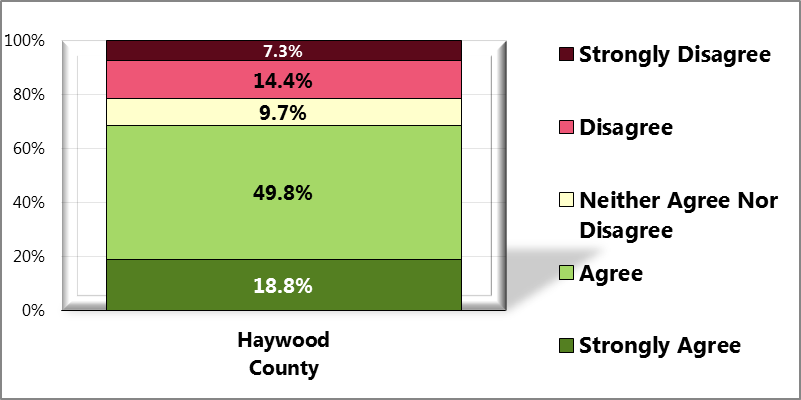 100%
80%
60%
40%
20%
0%
7.3%
14.4%
9.7%
49.8%
18.8%
Haywood
County
Strongly Disagree
Disagree
Neither Agree Nor
Disagree
Agree
Strongly Agree